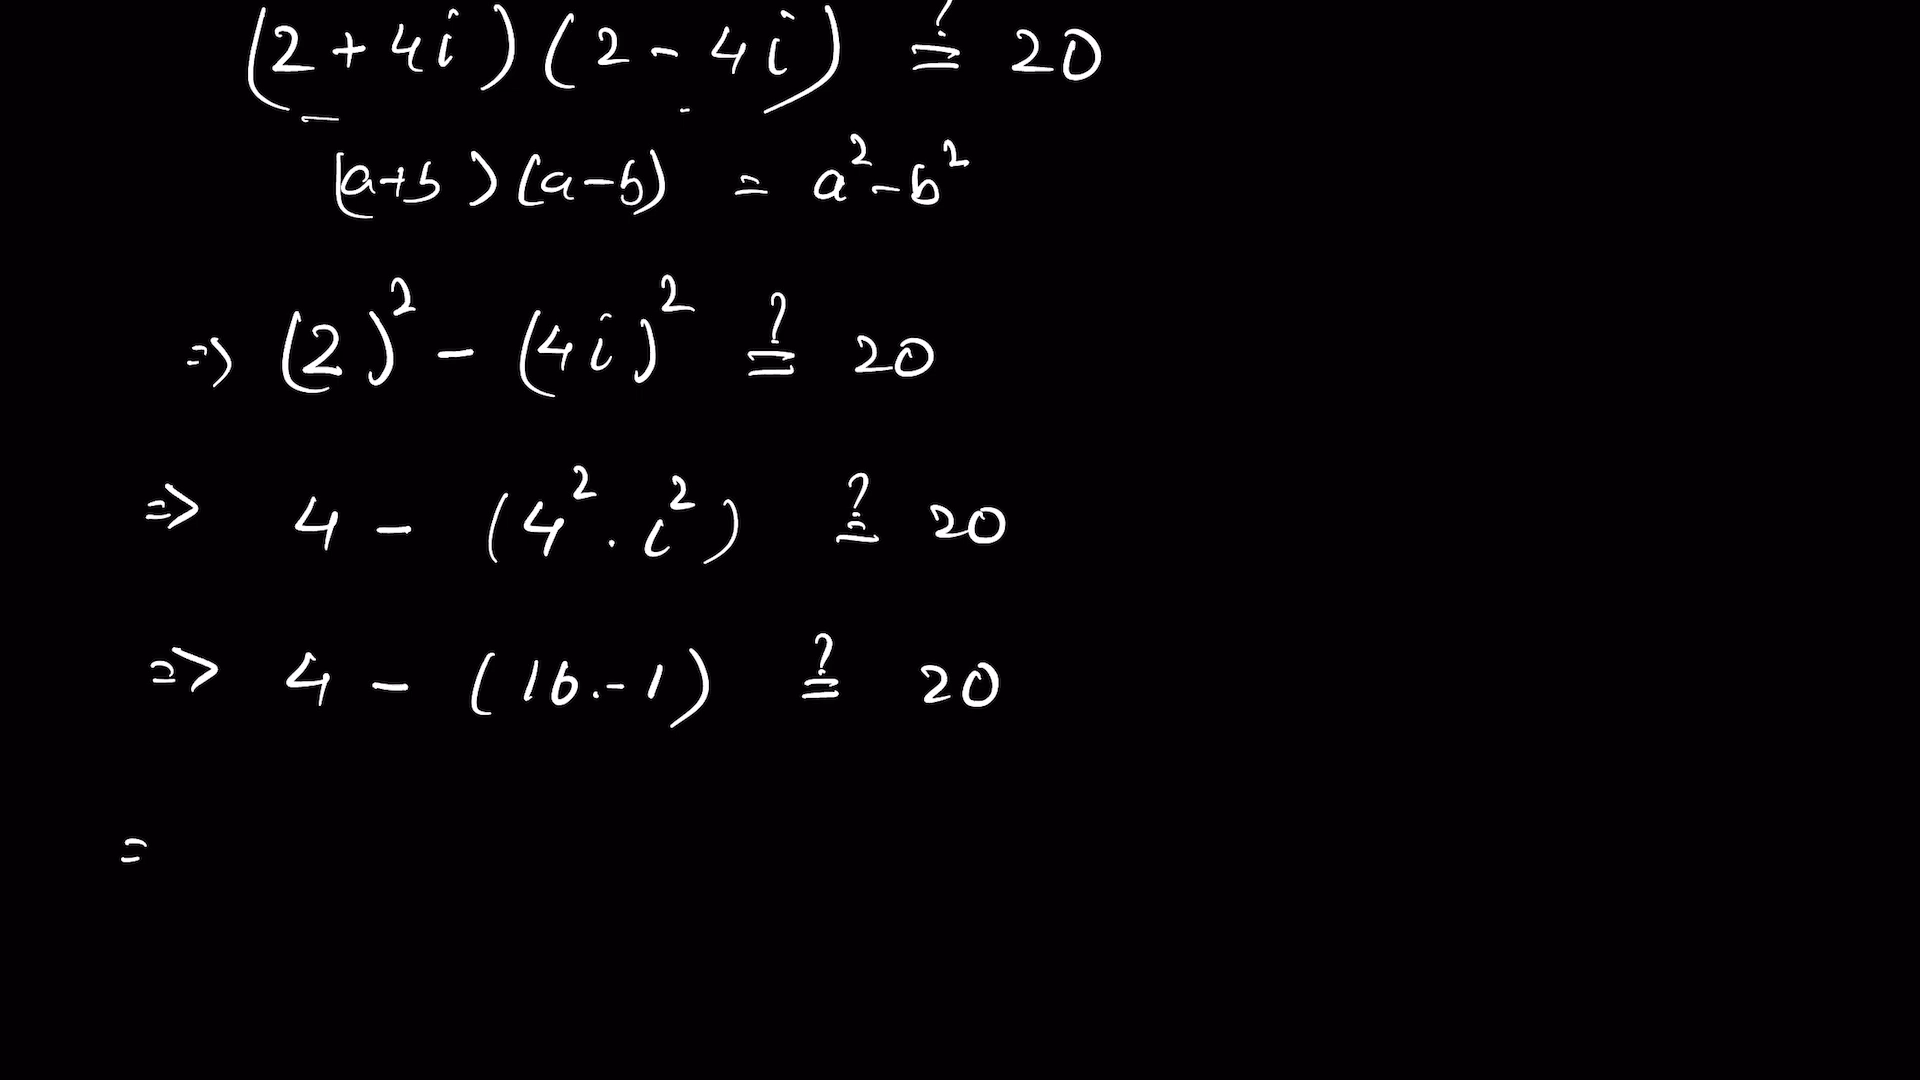 (2+4i)(2-4i) ≟ 20
(a+b)(a-b) = a²-b²
=> (2)² - (4i)² ≟ 20
=> 4 - (4² . i²) ≟ 20
=> 4 - (16.-1) ≟ 20
=